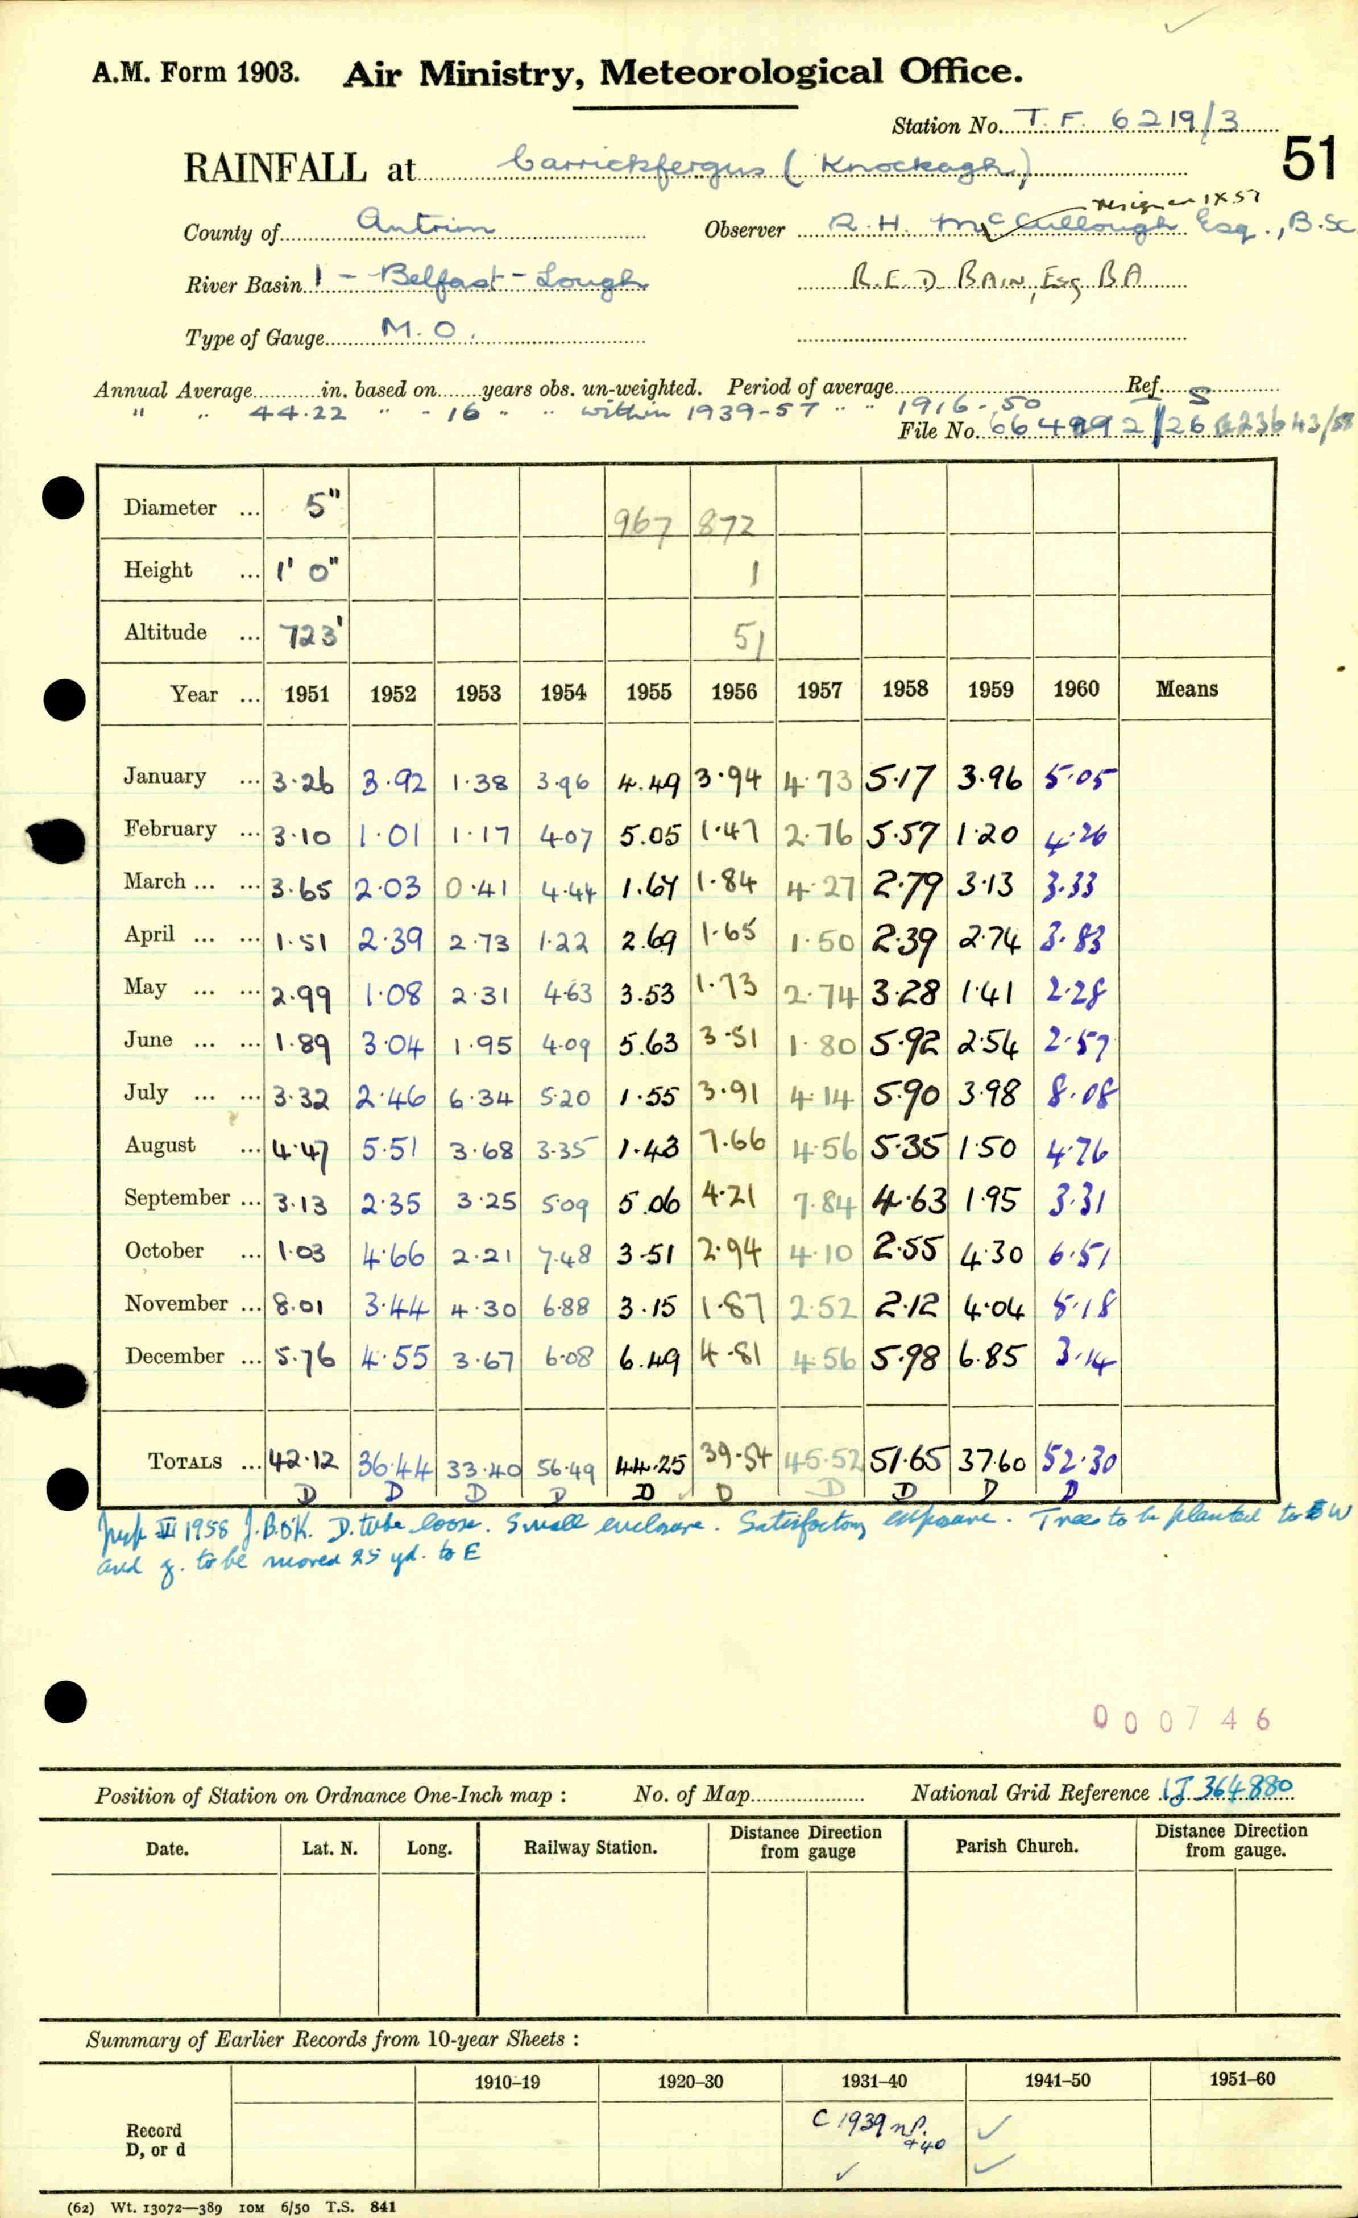 A.M. Form 1903. Air Ministry, Meteorological Office.
Station No. T.F. 6219/3
51
RAINFALL at Carrickfergus (Knockagh)
resigned IX 57
County of Antrim Observer R.H. McCullough Esq., B.Sc
River Basin 1 - Belfast - Lough R.E.D. BAIN, Esq BA
Type of Gauge M.O.
Annual Average in. based on years obs. un-weighted. Period of average Ref. S
" " 44.22 " - 16 " " within 1939-57 " " 1916-50
File No. 23643/58
Diameter ... 5" 967 872
Height ... 1' 0" 1
Altitude ... 723' 51
Year ... 1951 1952 1953 1954 1955 1956 1957 1958 1959 1960 Means
January ... 3.26 3.92 1.38 3.96 4.49 3.94 4.73 5.17 3.96 5.05
February ... 3.10 1.01 1.17 4.07 5.05 1.47 2.76 5.57 1.20 4.26
March ... ... 3.65 2.03 0.41 4.44 1.67 1.84 4.27 2.79 3.13 3.33
April ... ... 1.51 2.39 2.73 1.22 2.69 1.65 1.50 2.39 2.74 3.83
May ... ... 2.99 1.08 2.31 4.63 3.53 1.73 2.74 3.28 1.41 2.28
June ... ... 1.89 3.04 1.95 4.09 5.63 3.51 1.80 5.92 2.54 2.57
July ... ... 3.32 2.46 6.34 5.20 1.55 3.91 4.14 5.90 3.98 8.08
August ... 4.47 5.51 3.68 3.35 1.43 7.66 4.56 5.35 1.50 4.76
September ... 3.13 2.35 3.25 5.09 5.06 4.21 7.84 4.63 1.95 3.31
October ... 1.03 4.66 2.21 7.48 3.51 2.94 4.10 2.55 4.30 6.51
November ... 8.01 3.44 4.30 6.88 3.15 1.87 2.52 2.12 4.04 5.18
December ... 5.76 4.55 3.67 6.08 6.49 4.81 4.56 5.98 6.85 3.14
TOTALS ... 42.12 36.44 33.40 56.49 44.25 39.54 45.52 51.65 37.60 52.30
D D D D D D D D D D
Insp VI 1958 J.B.O'K. D. tube loose. Small enclosure. Satisfactory exposure. Trees to be planted to W
and g. to be moved 25 yd. to E
000746
Position of Station on Ordnance One-Inch map : No. of Map National Grid Reference IJ 364880
Date. Lat. N. Long. Railway Station. Distance from gauge Direction Parish Church. Distance Direction from gauge.
Summary of Earlier Records from 10-year Sheets :
1910-19 1920-30 1931-40 1941-50 1951-60
Record D, or d C 1939 n.p. +40 ✓
✓ ✓
(62) Wt. 13072—389 10M 6/50 T.S. 841